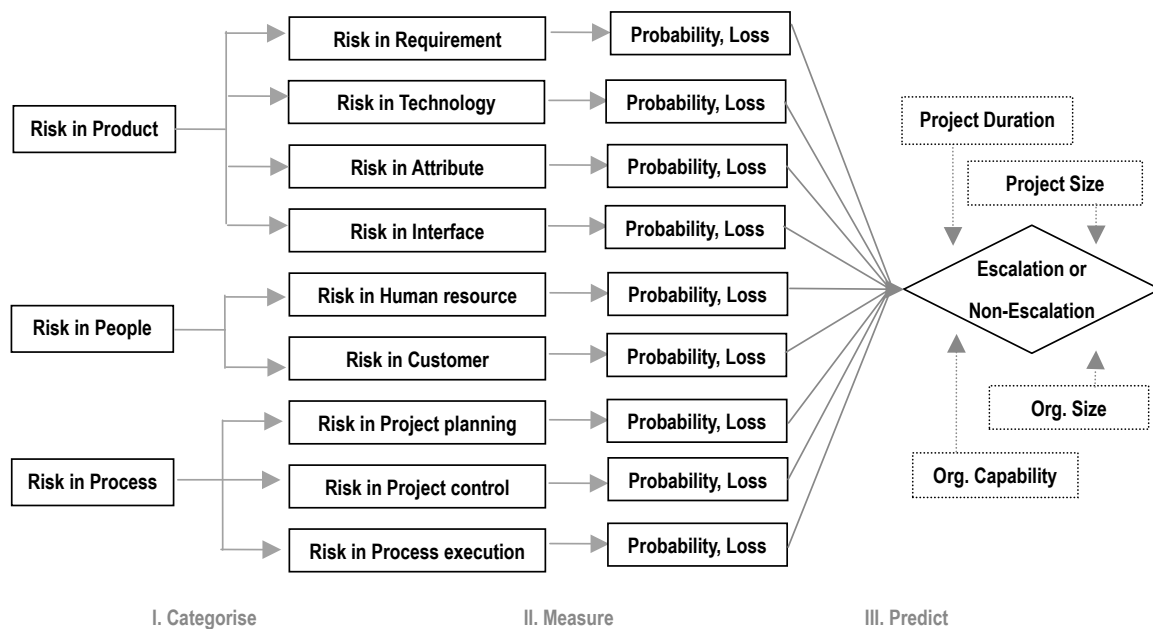 Risk in Requirement
Probability, Loss
Risk in Technology
Probability, Loss
Project Duration
Risk in Product
Risk in Attribute
Probability, Loss
Project Size
Risk in Interface
Probability, Loss
Escalation or
Non-Escalation
Risk in Human resource
Probability, Loss
Risk in People
Risk in Customer
Probability, Loss
Org. Size
Risk in Project planning
Probability, Loss
Org. Capability
Risk in Process
Risk in Project control
Probability, Loss
Risk in Process execution
Probability, Loss
I. Categorise
II. Measure
III. Predict